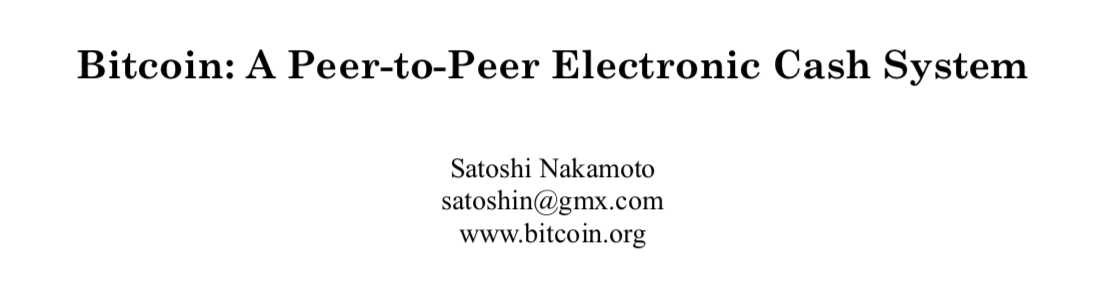 Bitcoin: A Peer-to-Peer Electronic Cash System
Satoshi Nakamoto
satoshin@gmx.com
www.bitcoin.org